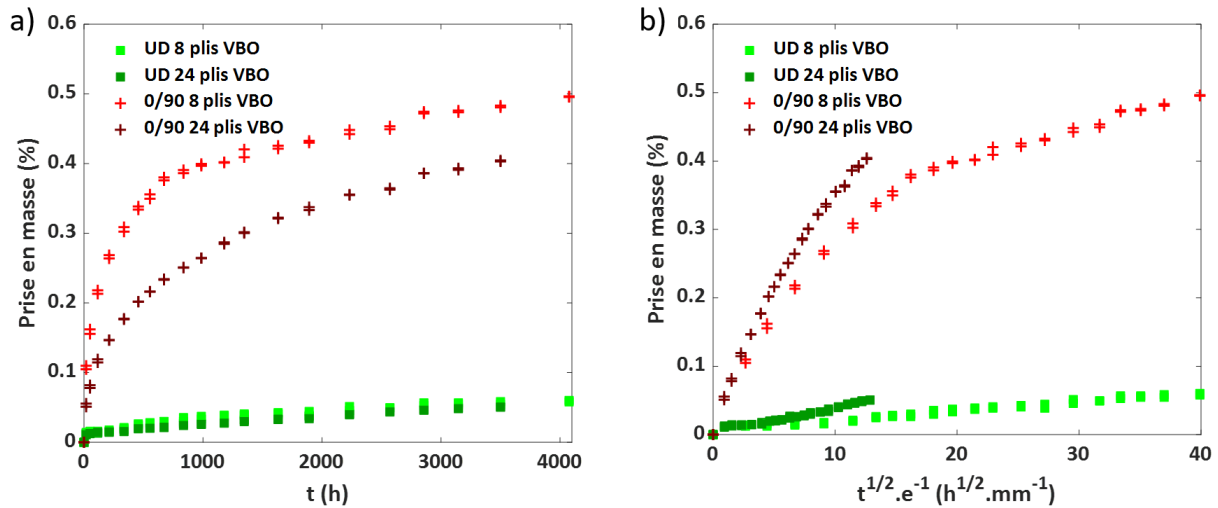 a)
0.6
0.5
0.4
0.3
0.2
0.1
0
Prise en masse (%)
UD 8 plis VBO
UD 24 plis VBO
0/90 8 plis VBO
0/90 24 plis VBO
0 1000 2000 3000 4000
t (h)
b)
0.6
0.5
0.4
0.3
0.2
0.1
0
Prise en masse (%)
UD 8 plis VBO
UD 24 plis VBO
0/90 8 plis VBO
0/90 24 plis VBO
0 10 20 30 40
t^{1/2}.e^{-1} (h^{1/2}.mm^{-1})